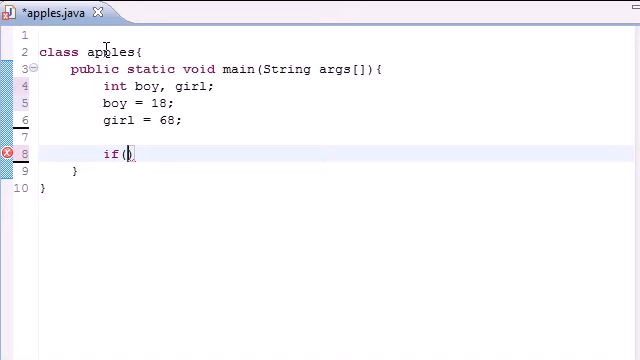 *apples.java
1
2 class apples{
3 public static void main(String args[]){
4 int boy, girl;
5 boy = 18;
6 girl = 68;
7
8 if()
9 }
10 }